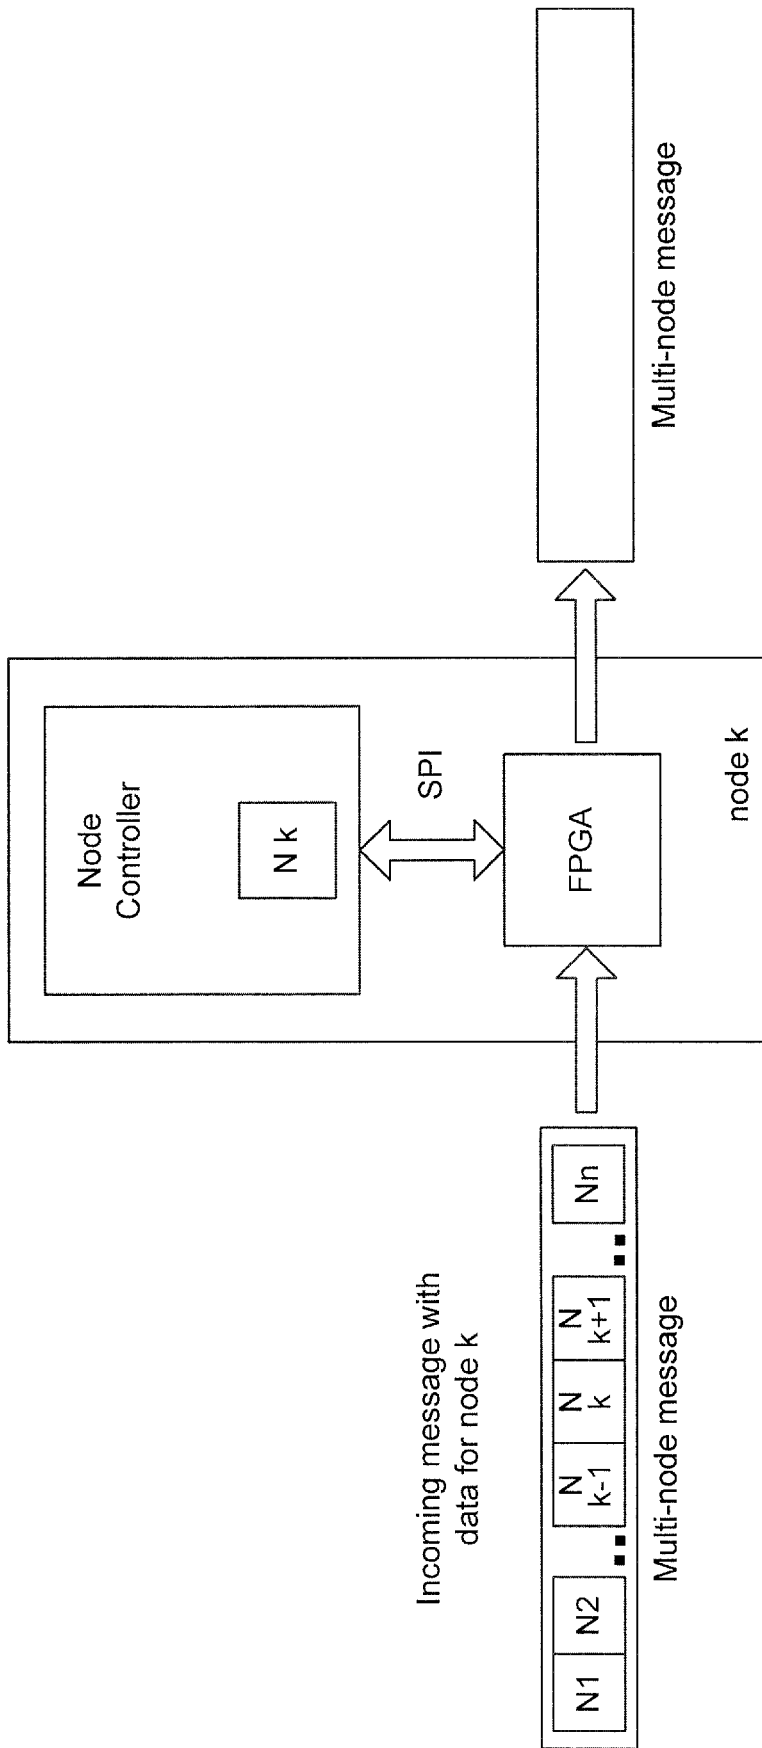 Incoming message with
data for node k
N1
N2
N
k-1
N
k
N
k+1
Nn
Multi-node message
Node
Controller
N k
SPI
FPGA
node k
Multi-node message